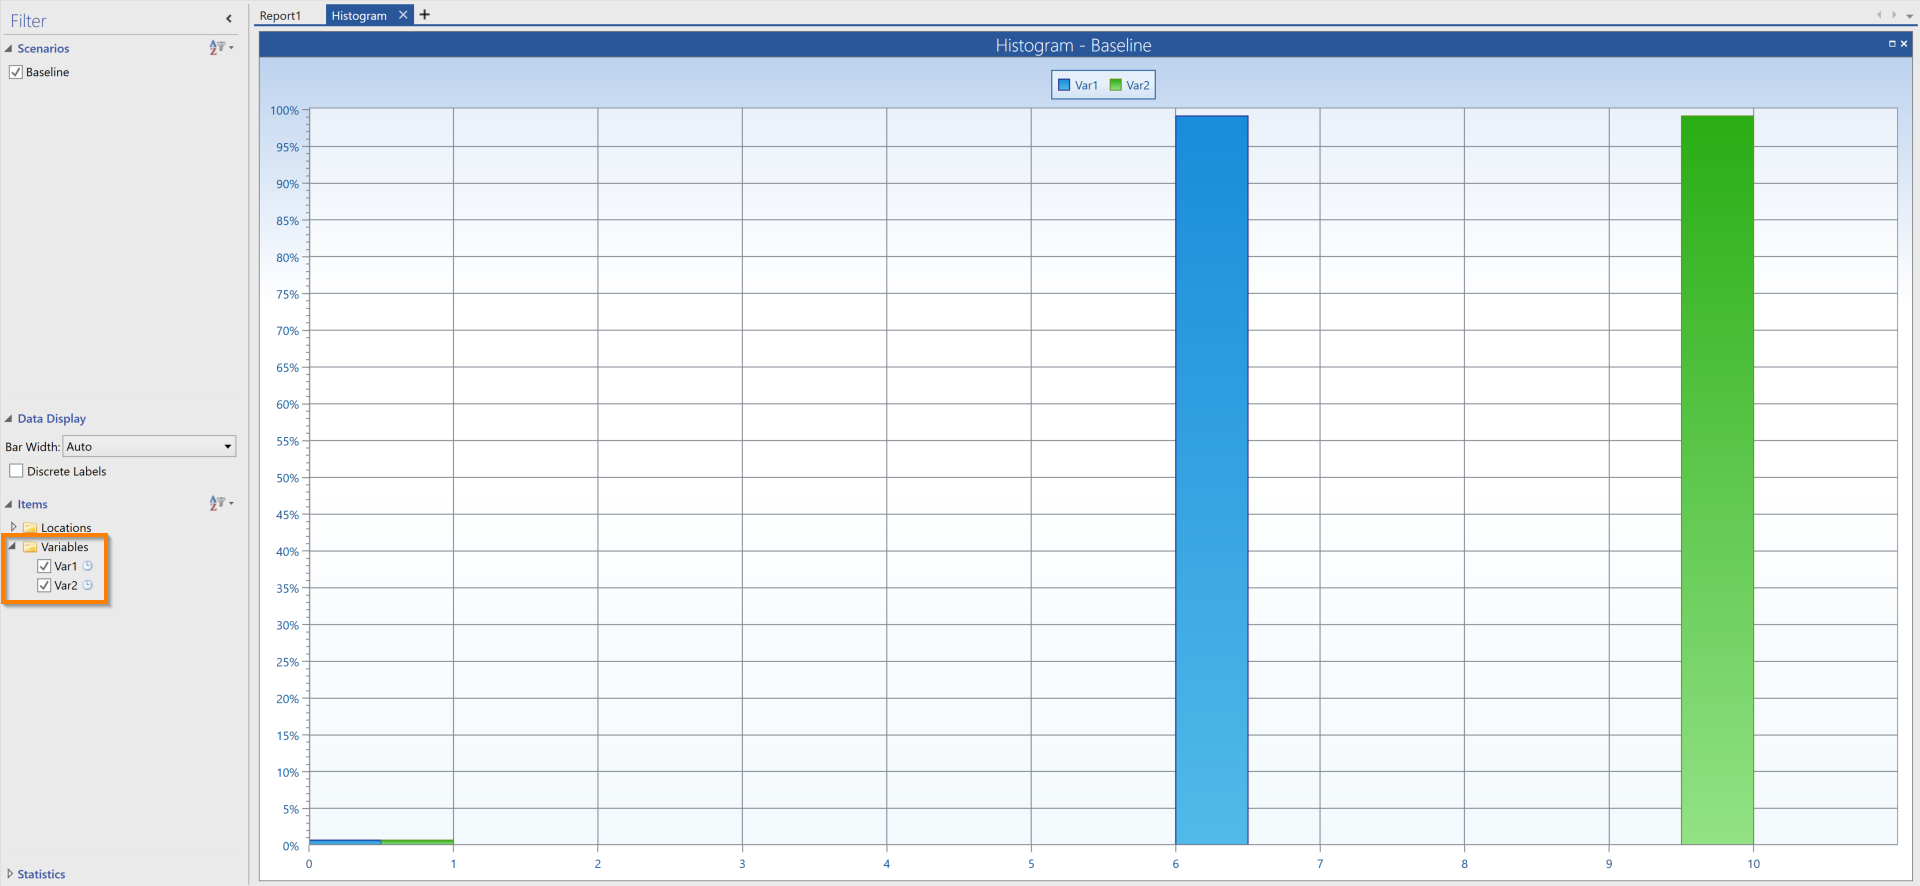 Filter
Scenarios
Baseline
Data Display
Bar Width: Auto
Discrete Labels
Items
Locations
Variables
Var1
Var2
Statistics
Report1 Histogram
Histogram - Baseline
Var1 Var2
100%
95%
90%
85%
80%
75%
70%
65%
60%
55%
50%
45%
40%
35%
30%
25%
20%
15%
10%
5%
0%
0 1 2 3 4 5 6 7 8 9 10